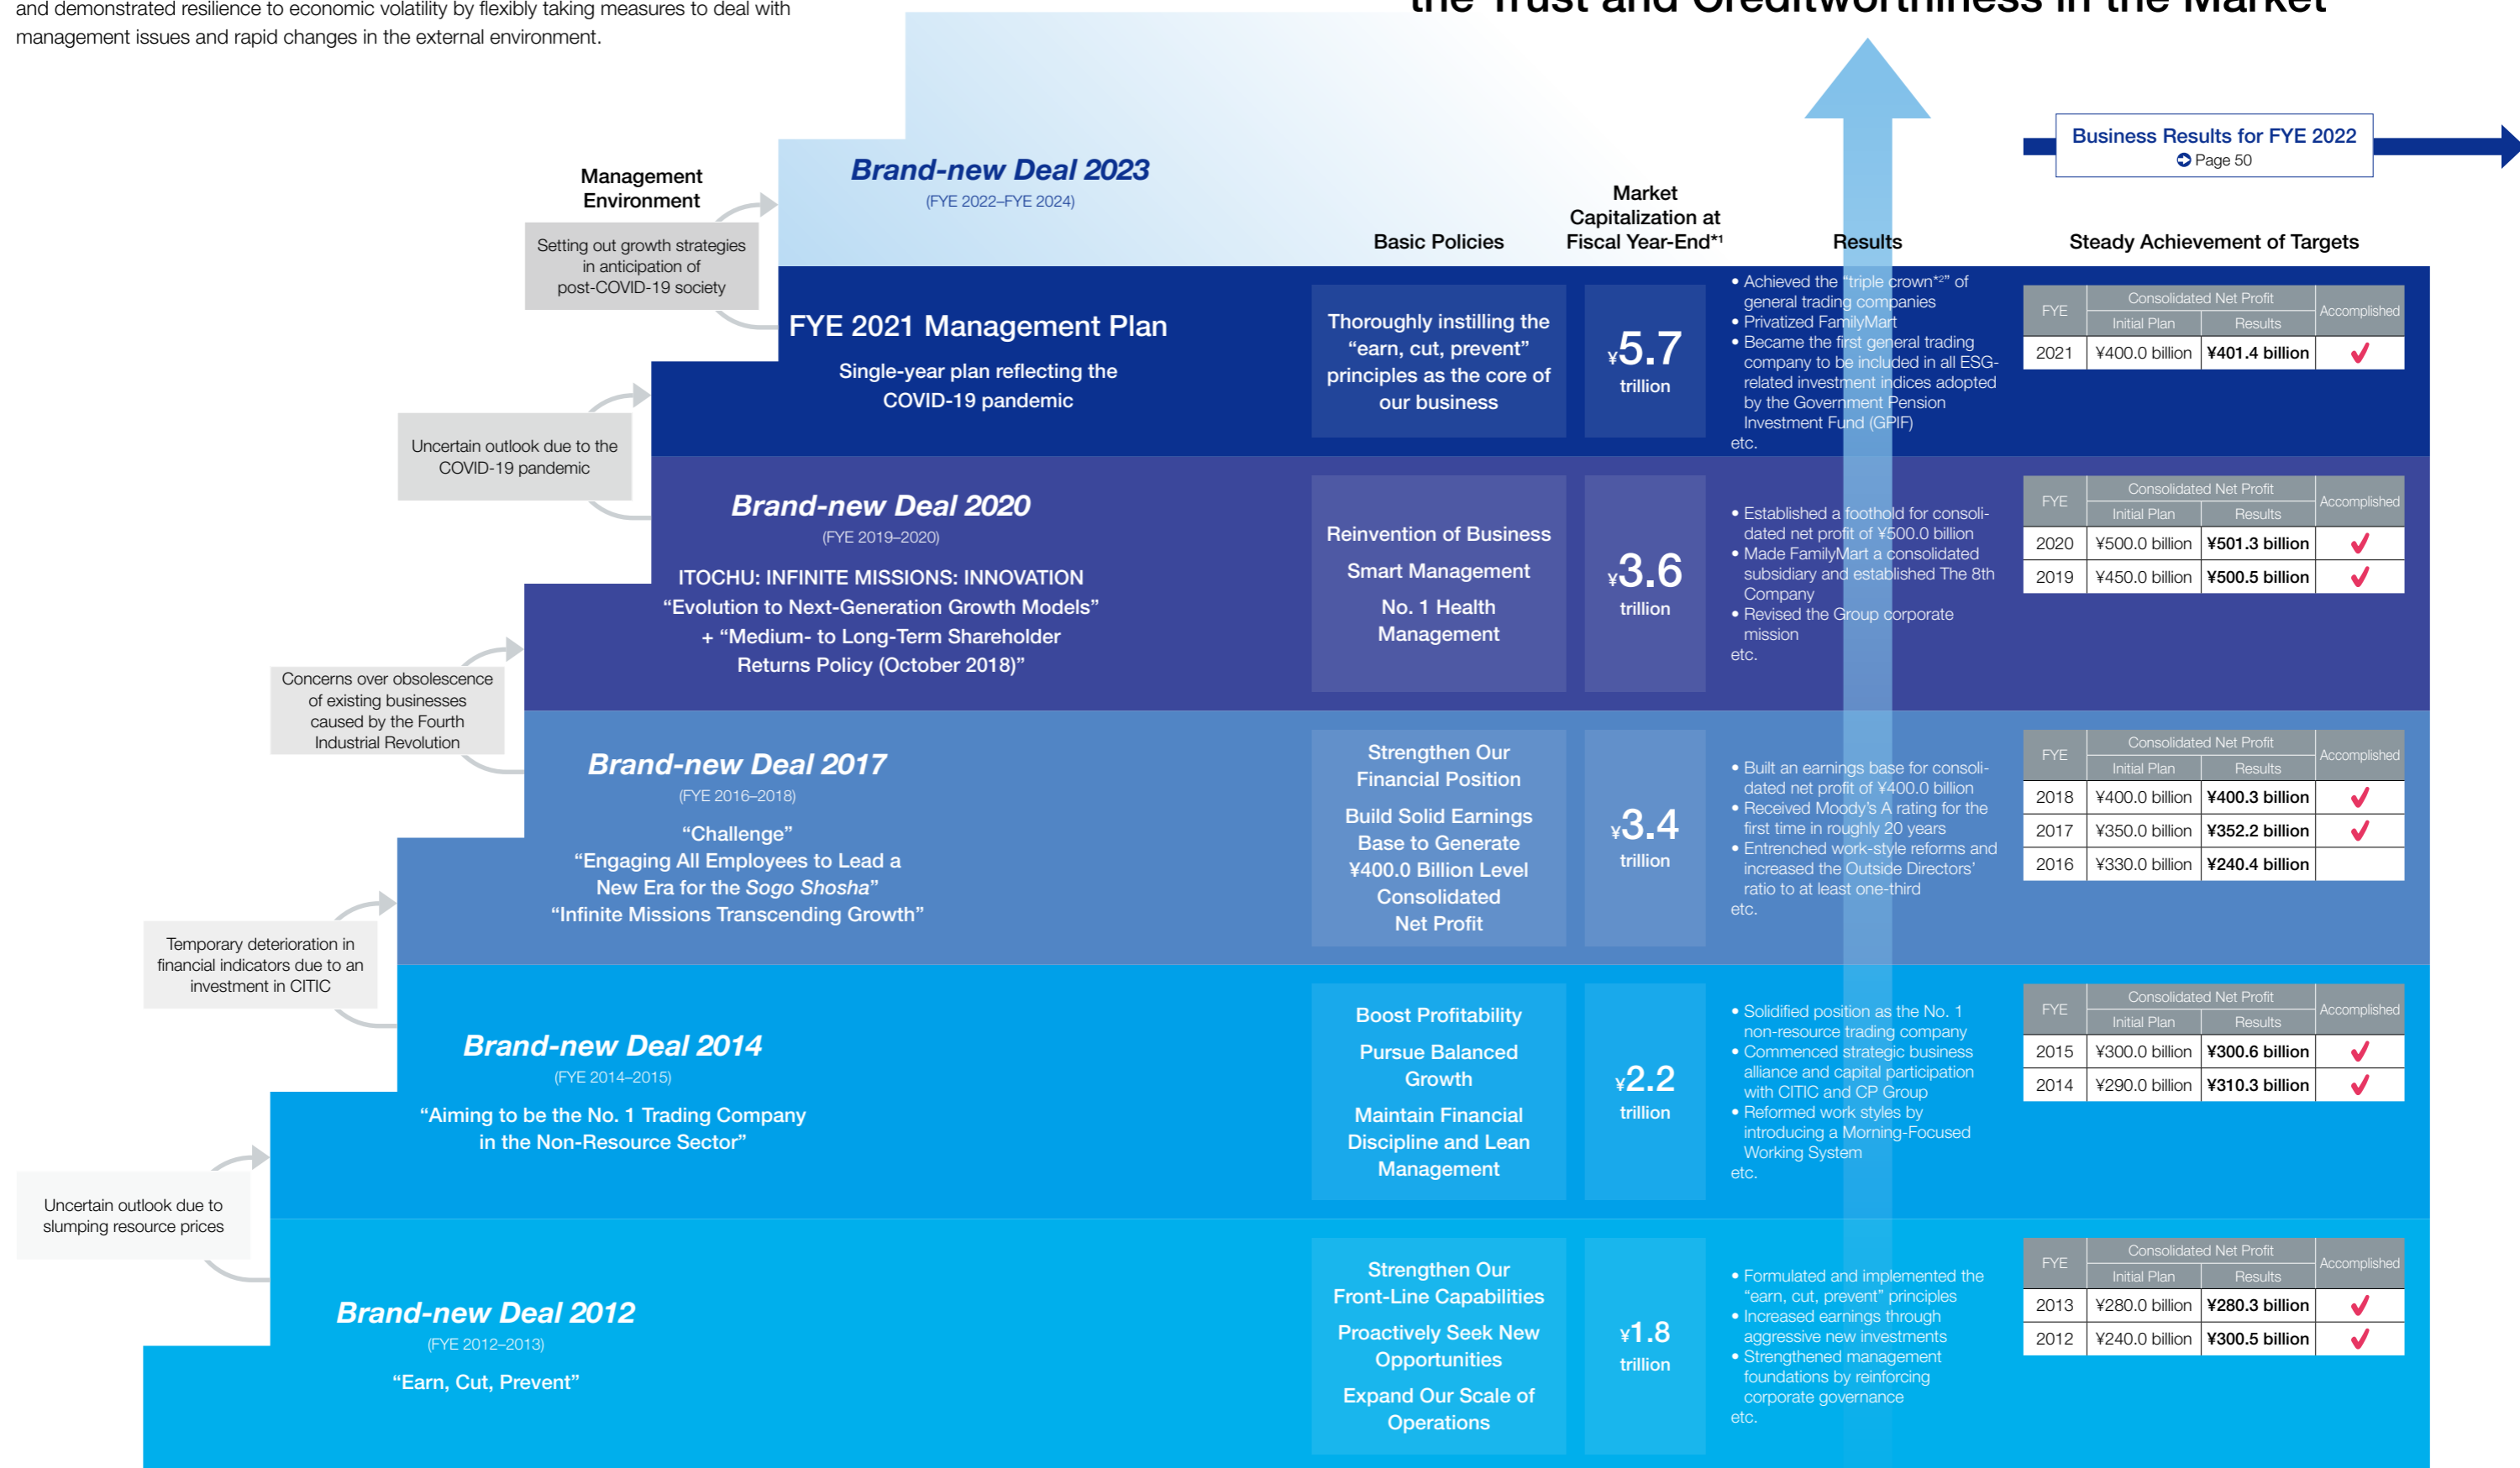 and demonstrated resilience to economic volatility by flexibly taking measures to deal with
management issues and rapid changes in the external environment.
the Trust and Creditworthiness in the Market
Business Results for FYE 2022
Page 50
Management
Environment
Brand-new Deal 2023
(FYE 2022–FYE 2024)
Basic Policies
Market
Capitalization at
Fiscal Year-End*1
Results
Steady Achievement of Targets
Setting out growth strategies
in anticipation of
post-COVID-19 society
FYE 2021 Management Plan
Single-year plan reflecting the
COVID-19 pandemic
Thoroughly instilling the
“earn, cut, prevent”
principles as the core of
our business
¥5.7
trillion
• Achieved the “triple crown*2” of
general trading companies
• Privatized FamilyMart
• Became the first general trading
company to be included in all ESG-
related investment indices adopted
by the Government Pension
Investment Fund (GPIF)
etc.
FYE Consolidated Net Profit Accomplished
Initial Plan Results
2021 ¥400.0 billion ¥401.4 billion ✓
Uncertain outlook due to the
COVID-19 pandemic
Brand-new Deal 2020
(FYE 2019–2020)
ITOCHU: INFINITE MISSIONS: INNOVATION
“Evolution to Next-Generation Growth Models”
+ “Medium- to Long-Term Shareholder
Returns Policy (October 2018)”
Reinvention of Business
Smart Management
No. 1 Health
Management
¥3.6
trillion
• Established a foothold for consoli-
dated net profit of ¥500.0 billion
• Made FamilyMart a consolidated
subsidiary and established The 8th
Company
• Revised the Group corporate
mission
etc.
FYE Consolidated Net Profit Accomplished
Initial Plan Results
2020 ¥500.0 billion ¥501.3 billion ✓
2019 ¥450.0 billion ¥500.5 billion ✓
Concerns over obsolescence
of existing businesses
caused by the Fourth
Industrial Revolution
Brand-new Deal 2017
(FYE 2016–2018)
“Challenge”
“Engaging All Employees to Lead a
New Era for the Sogo Shosha”
“Infinite Missions Transcending Growth”
Strengthen Our
Financial Position
Build Solid Earnings
Base to Generate
¥400.0 Billion Level
Consolidated
Net Profit
¥3.4
trillion
• Built an earnings base for consoli-
dated net profit of ¥400.0 billion
• Received Moody’s A rating for the
first time in roughly 20 years
• Entrenched work-style reforms and
increased the Outside Directors’
ratio to at least one-third
etc.
FYE Consolidated Net Profit Accomplished
Initial Plan Results
2018 ¥400.0 billion ¥400.3 billion ✓
2017 ¥350.0 billion ¥352.2 billion ✓
2016 ¥330.0 billion ¥240.4 billion
Temporary deterioration in
financial indicators due to an
investment in CITIC
Brand-new Deal 2014
(FYE 2014–2015)
“Aiming to be the No. 1 Trading Company
in the Non-Resource Sector”
Boost Profitability
Pursue Balanced
Growth
Maintain Financial
Discipline and Lean
Management
¥2.2
trillion
• Solidified position as the No. 1
non-resource trading company
• Commenced strategic business
alliance and capital participation
with CITIC and CP Group
• Reformed work styles by
introducing a Morning-Focused
Working System
etc.
FYE Consolidated Net Profit Accomplished
Initial Plan Results
2015 ¥300.0 billion ¥300.6 billion ✓
2014 ¥290.0 billion ¥310.3 billion ✓
Uncertain outlook due to
slumping resource prices
Brand-new Deal 2012
(FYE 2012–2013)
“Earn, Cut, Prevent”
Strengthen Our
Front-Line Capabilities
Proactively Seek New
Opportunities
Expand Our Scale of
Operations
¥1.8
trillion
• Formulated and implemented the
“earn, cut, prevent” principles
• Increased earnings through
aggressive new investments
• Strengthened management
foundations by reinforcing
corporate governance
etc.
FYE Consolidated Net Profit Accomplished
Initial Plan Results
2013 ¥280.0 billion ¥280.3 billion ✓
2012 ¥240.0 billion ¥300.5 billion ✓